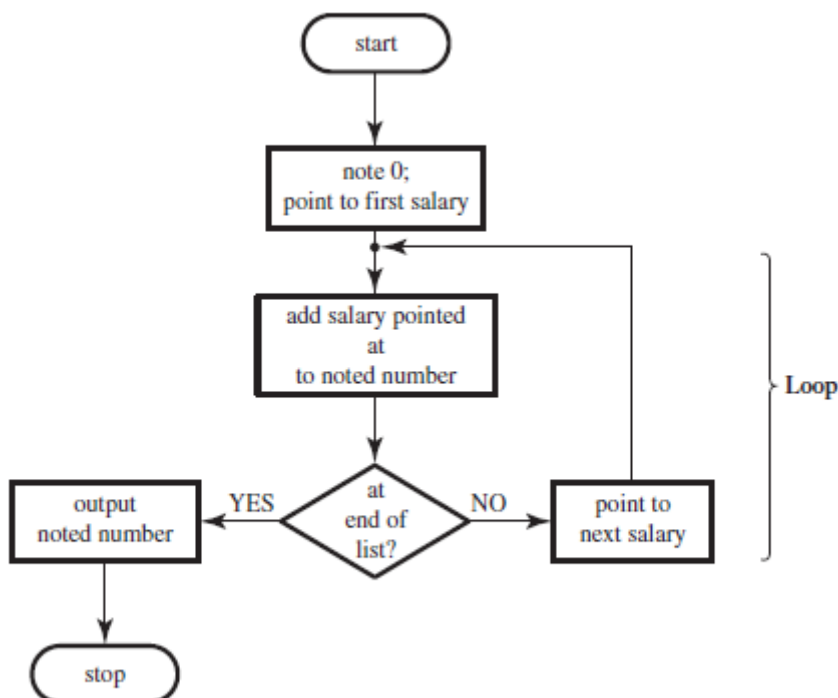 start
note 0;
point to first salary
add salary pointed
at
to noted number
Loop
at
end of
list?
YES
NO
output
noted number
point to
next salary
stop